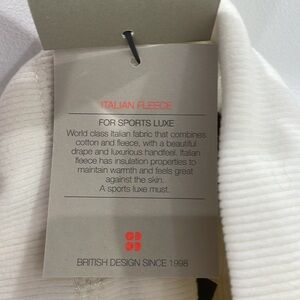 ITALIAN FLEECE
FOR SPORTS LUXE
World class Italian fabric that combines
cotton and fleece, with a beautiful
drape and luxurious handfeel. Italian
fleece has insulation properties to
maintain warmth and feels great
against the skin.
A sports luxe must.
BRITISH DESIGN SINCE 1998